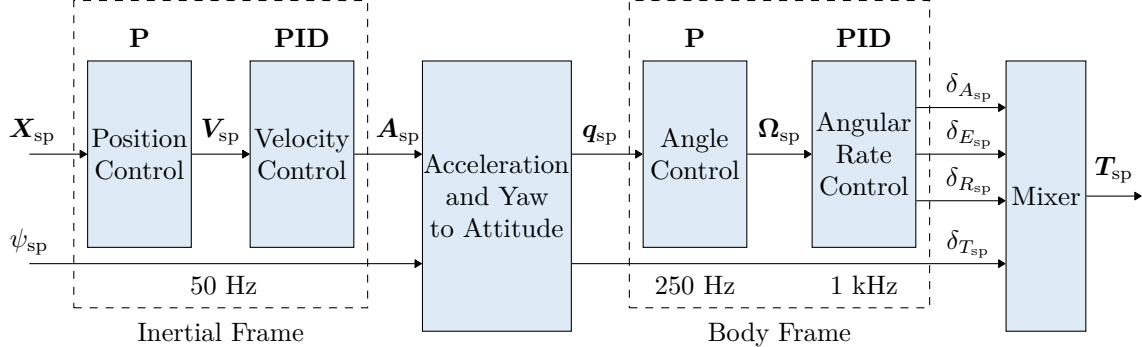 P
PID
P
PID
X_sp
Position
Control
V_sp
Velocity
Control
A_sp
Acceleration
and Yaw
to Attitude
q_sp
Angle
Control
Ω_sp
Angular
Rate
Control
δ_A_sp
δ_E_sp
δ_R_sp
δ_T_sp
Mixer
T_sp
ψ_sp
50 Hz
250 Hz
1 kHz
Inertial Frame
Body Frame